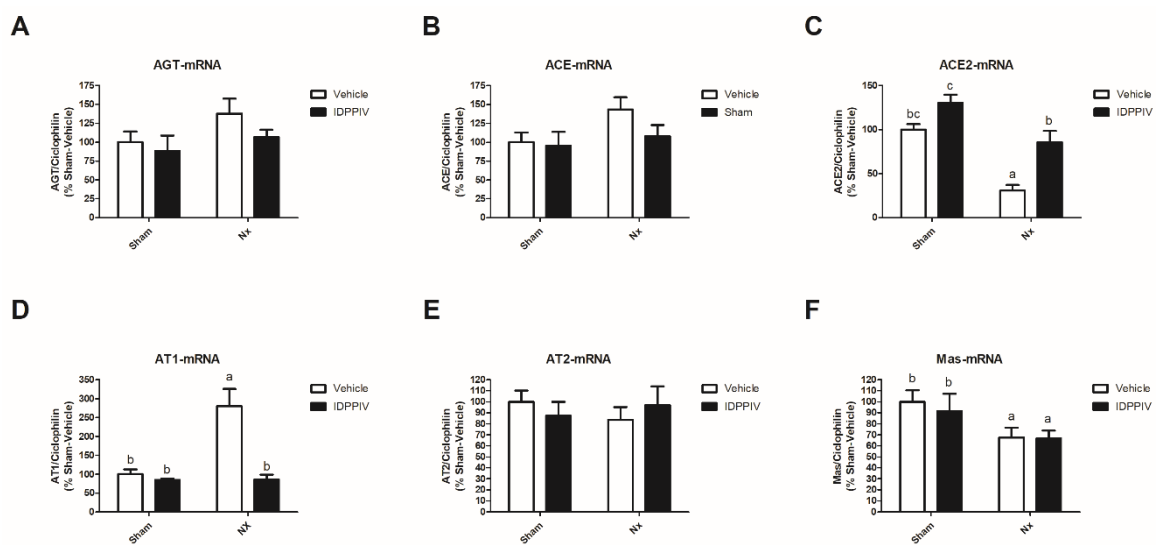 A
AGT-mRNA
AGT/Ciclophilin
(% Sham-Vehicle)
175
150
125
100
75
50
25
0
Sham
Nx
Vehicle
IDPPIV
B
ACE-mRNA
ACE/Ciclophilin
(% Sham-Vehicle)
175
150
125
100
75
50
25
0
Sham
Nx
Vehicle
Sham
C
ACE2-mRNA
ACE2/Ciclophilin
(% Sham-Vehicle)
150
100
50
0
bc
c
a
b
Sham
Nx
Vehicle
IDPPIV
D
AT1-mRNA
AT1/Ciclophilin
(% Sham-Vehicle)
350
300
250
200
150
100
50
0
b
b
a
b
Sham
NX
Vehicle
IDPPIV
E
AT2-mRNA
AT2/Ciclophilin
(% Sham-Vehicle)
120
110
100
90
80
70
60
50
40
30
20
10
0
Sham
Nx
Vehicle
IDPPIV
F
Mas-mRNA
Mas/Ciclophilin
(% Sham-Vehicle)
120
110
100
90
80
70
60
50
40
30
20
10
0
b
b
a
a
Sham
Nx
Vehicle
IDPPIV